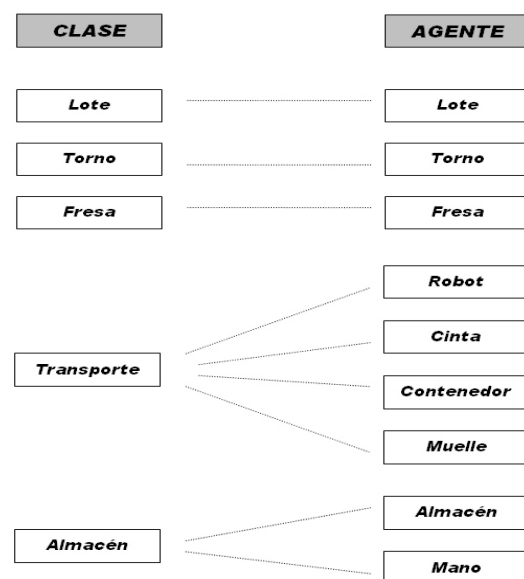 CLASE AGENTE
Lote Lote
Torno Torno
Fresa Fresa
Robot
Cinta
Transporte
Contenedor
Muelle
Almacén
Almacén
Mano